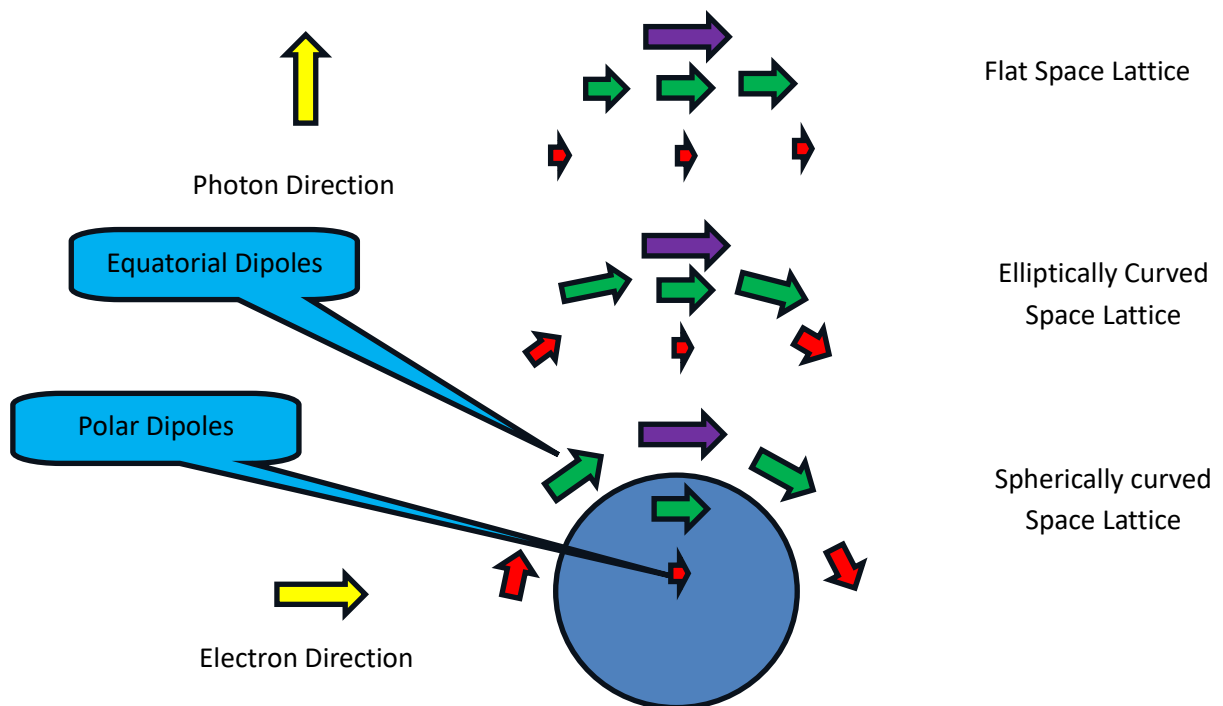 Flat Space Lattice
Photon Direction
Equatorial Dipoles
Elliptically Curved
Space Lattice
Polar Dipoles
Spherically curved
Space Lattice
Electron Direction